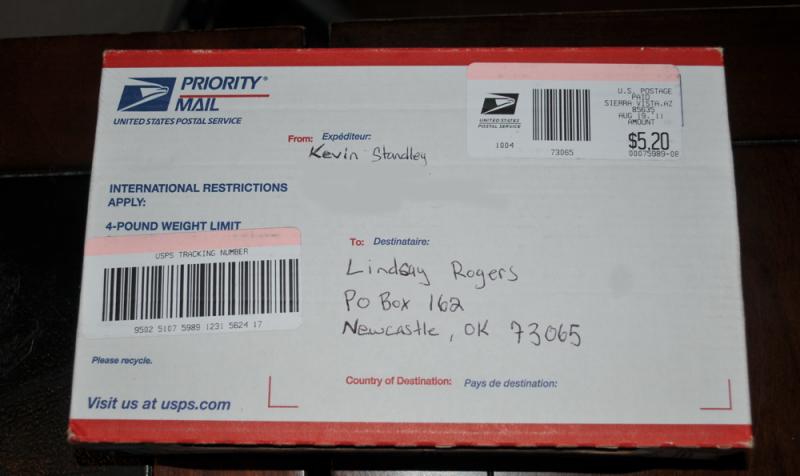 PRIORITY®
MAIL
UNITED STATES POSTAL SERVICE
UNITED STATES
POSTAL SERVICE
1004
73065
U.S. POSTAGE
PAID
SIERRA VISTA,AZ
85635
AUG 19, 11
AMOUNT
$5.20
00075989-08
From: Expéditeur:
Kevin Standley
INTERNATIONAL RESTRICTIONS
APPLY:
4-POUND WEIGHT LIMIT
USPS TRACKING NUMBER
9502 5107 5989 1231 5624 17
To: Destinataire:
Lindsay Rogers
PO Box 162
Newcastle, OK 73065
Please recycle.
Country of Destination: Pays de destination:
Visit us at usps.com